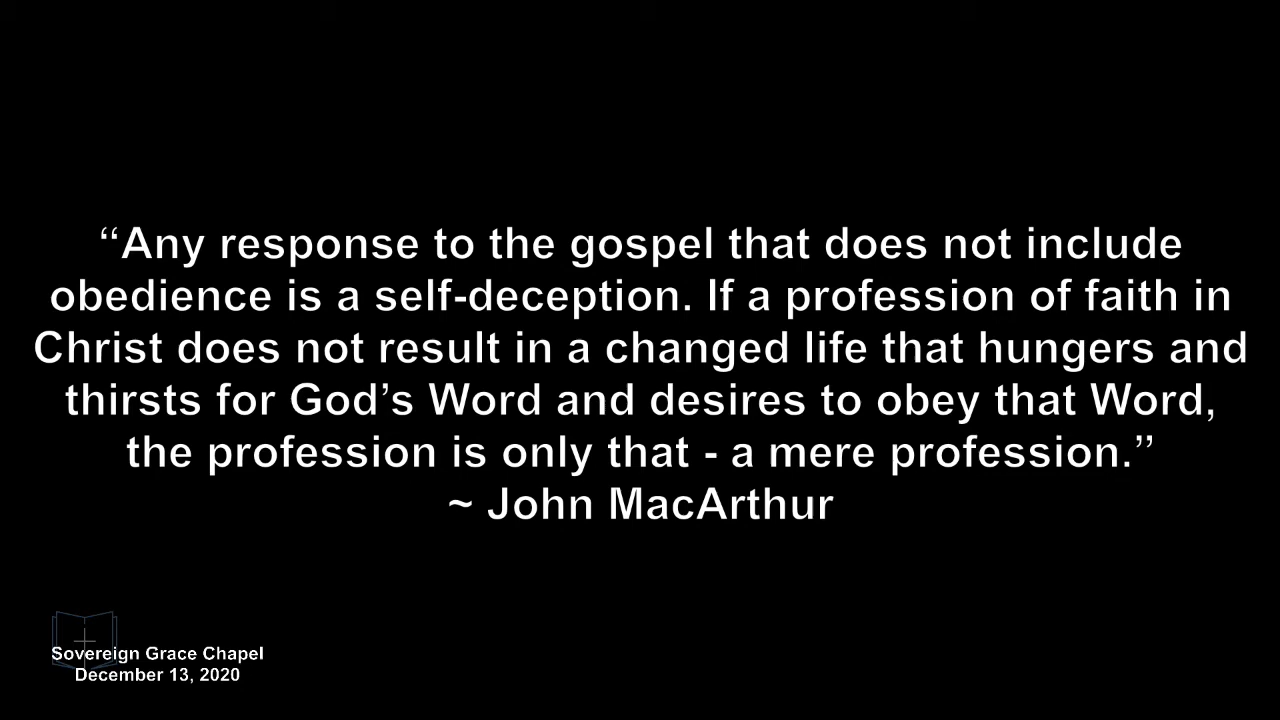 “Any response to the gospel that does not include
obedience is a self-deception. If a profession of faith in
Christ does not result in a changed life that hungers and
thirsts for God’s Word and desires to obey that Word,
the profession is only that - a mere profession.”
~ John MacArthur
Sovereign Grace Chapel
December 13, 2020